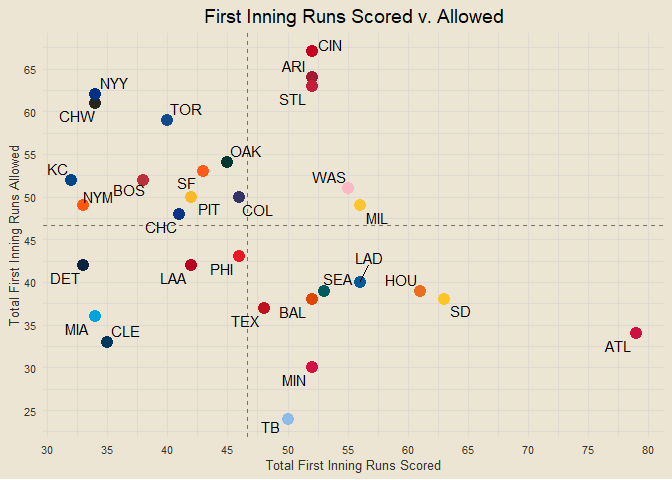 First Inning Runs Scored v. Allowed
CIN
ARI
NYY
STL
CHW
TOR
OAK
KC
WAS
BOS
SF
NYM
PIT
COL
MIL
CHC
LAD
PHI
DET
LAA
SEA
HOU
BAL
SD
TEX
MIA
CLE
ATL
MIN
TB
65
60
55
50
45
40
35
30
25
Total First Inning Runs Allowed
30
35
40
45
50
55
60
65
70
75
80
Total First Inning Runs Scored